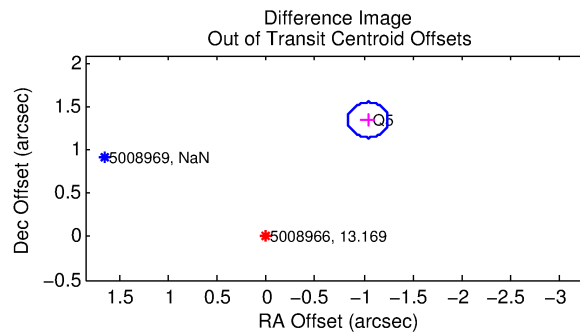 Difference Image
Out of Transit Centroid Offsets
Dec Offset (arcsec)
2
1.5
1
0.5
0
−0.5
Q5
5008969, NaN
5008966, 13.169
1.5 1 0.5 0 −0.5 −1 −1.5 −2 −2.5 −3
RA Offset (arcsec)